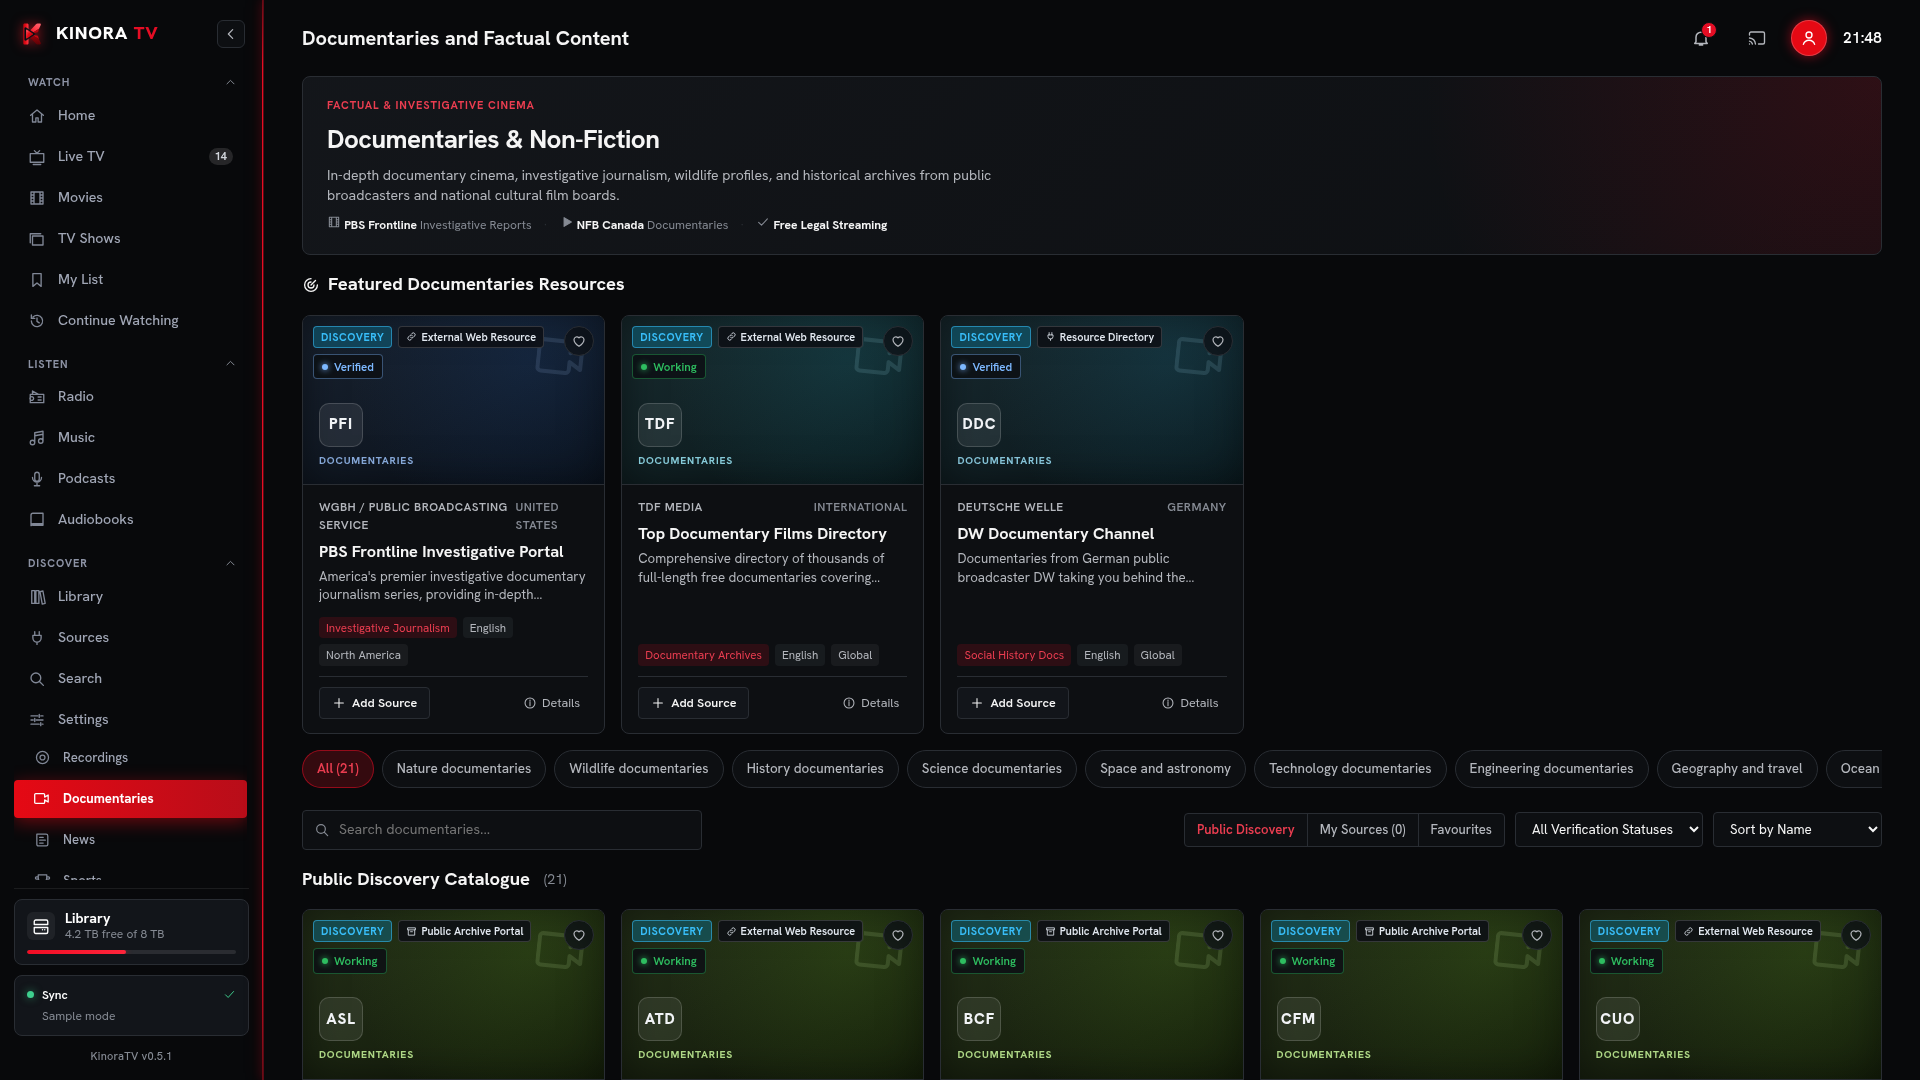 KINORA TV
WATCH
Home
Live TV 14
Movies
TV Shows
My List
Continue Watching
LISTEN
Radio
Music
Podcasts
Audiobooks
DISCOVER
Library
Sources
Search
Settings
Recordings
Documentaries
News
Sports
Library
4.2 TB free of 8 TB
Sync
Sample mode
KinoraTV v0.5.1
Documentaries and Factual Content
1
21:48
FACTUAL & INVESTIGATIVE CINEMA
Documentaries & Non-Fiction
In-depth documentary cinema, investigative journalism, wildlife profiles, and historical archives from public
broadcasters and national cultural film boards.
PBS Frontline Investigative Reports · NFB Canada Documentaries · Free Legal Streaming
Featured Documentaries Resources
DISCOVERY External Web Resource
Verified
PFI
DOCUMENTARIES
WGBH / PUBLIC BROADCASTING SERVICE
UNITED STATES
PBS Frontline Investigative Portal
America's premier investigative documentary
journalism series, providing in-depth...
Investigative Journalism English
North America
Add Source Details
DISCOVERY External Web Resource
Working
TDF
DOCUMENTARIES
TDF MEDIA INTERNATIONAL
Top Documentary Films Directory
Comprehensive directory of thousands of
full-length free documentaries covering...
Documentary Archives English Global
Add Source Details
DISCOVERY Resource Directory
Verified
DDC
DOCUMENTARIES
DEUTSCHE WELLE GERMANY
DW Documentary Channel
Documentaries from German public
broadcaster DW taking you behind the...
Social History Docs English Global
Add Source Details
All (21) Nature documentaries Wildlife documentaries History documentaries Science documentaries Space and astronomy Technology documentaries Engineering documentaries Geography and travel Ocean
Search documentaries...
Public Discovery My Sources (0) Favourites All Verification Statuses Sort by Name
Public Discovery Catalogue (21)
DISCOVERY Public Archive Portal
Working
ASL
DOCUMENTARIES
DISCOVERY External Web Resource
Working
ATD
DOCUMENTARIES
DISCOVERY Public Archive Portal
Working
BCF
DOCUMENTARIES
DISCOVERY Public Archive Portal
Working
CFM
DOCUMENTARIES
DISCOVERY External Web Resource
Working
CUO
DOCUMENTARIES